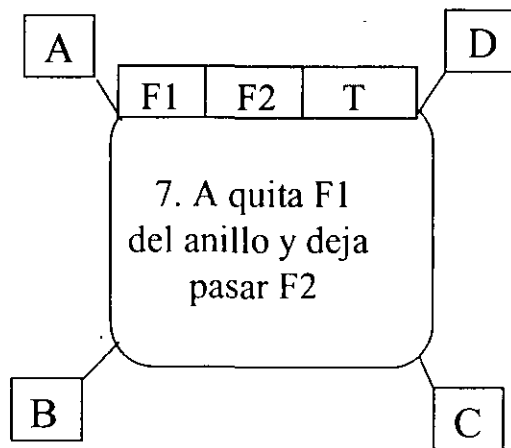 A
D
F1 F2 T
7. A quita F1
del anillo y deja
pasar F2
B
C